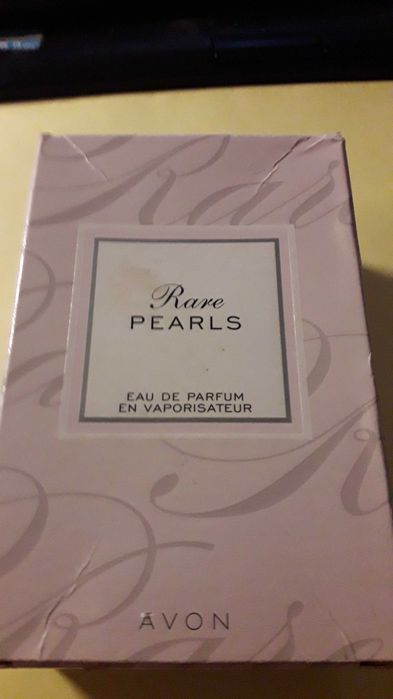 Rare
PEARLS
EAU DE PARFUM
EN VAPORISATEUR
AVON